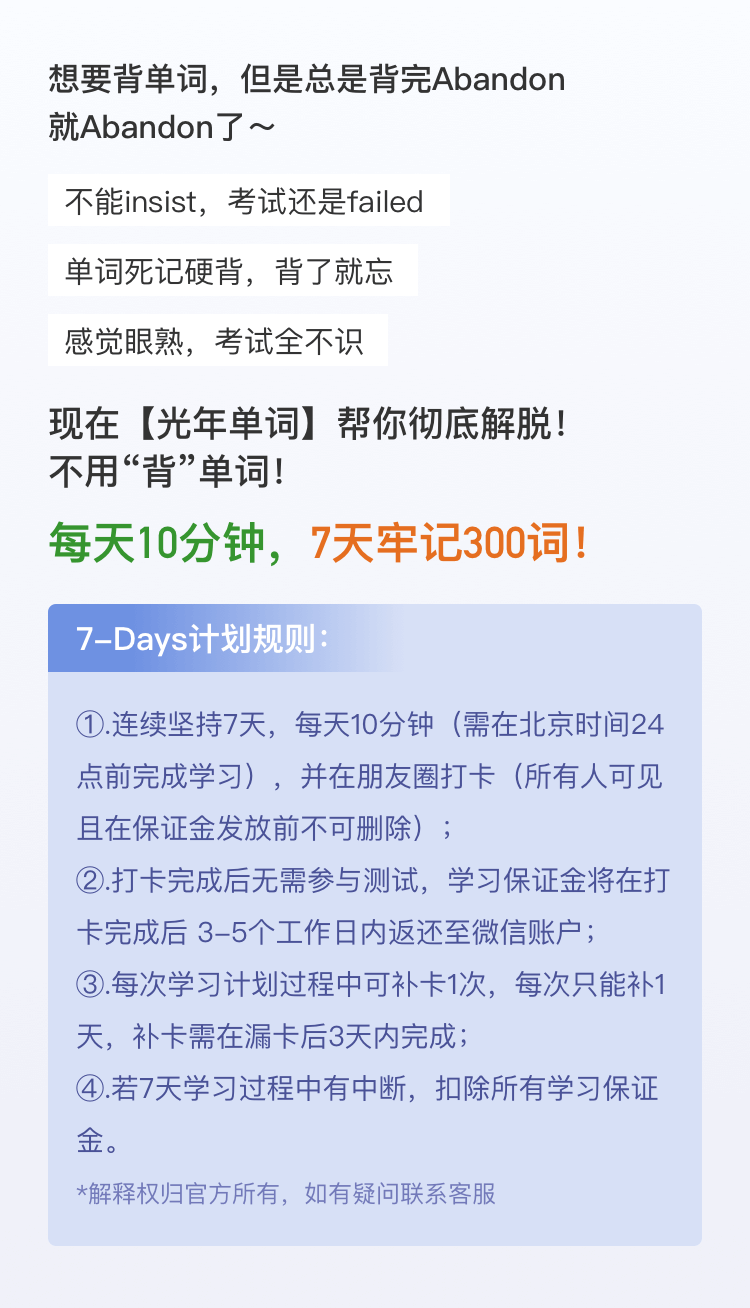 想要背单词，但是总是背完Abandon
就Abandon了～
不能insist，考试还是failed
单词死记硬背，背了就忘
感觉眼熟，考试全不识
现在【光年单词】帮你彻底解脱！
不用“背”单词！
每天10分钟，7天牢记300词！
7-Days计划规则：
①.连续坚持7天，每天10分钟（需在北京时间24
点前完成学习），并在朋友圈打卡（所有人可见
且在保证金发放前不可删除）；
②.打卡完成后无需参与测试，学习保证金将在打
卡完成后 3-5个工作日内返还至微信账户；
③.每次学习计划过程中可补卡1次，每次只能补1
天，补卡需在漏卡后3天内完成；
④.若7天学习过程中有中断，扣除所有学习保证
金。
*解释权归官方所有，如有疑问联系客服